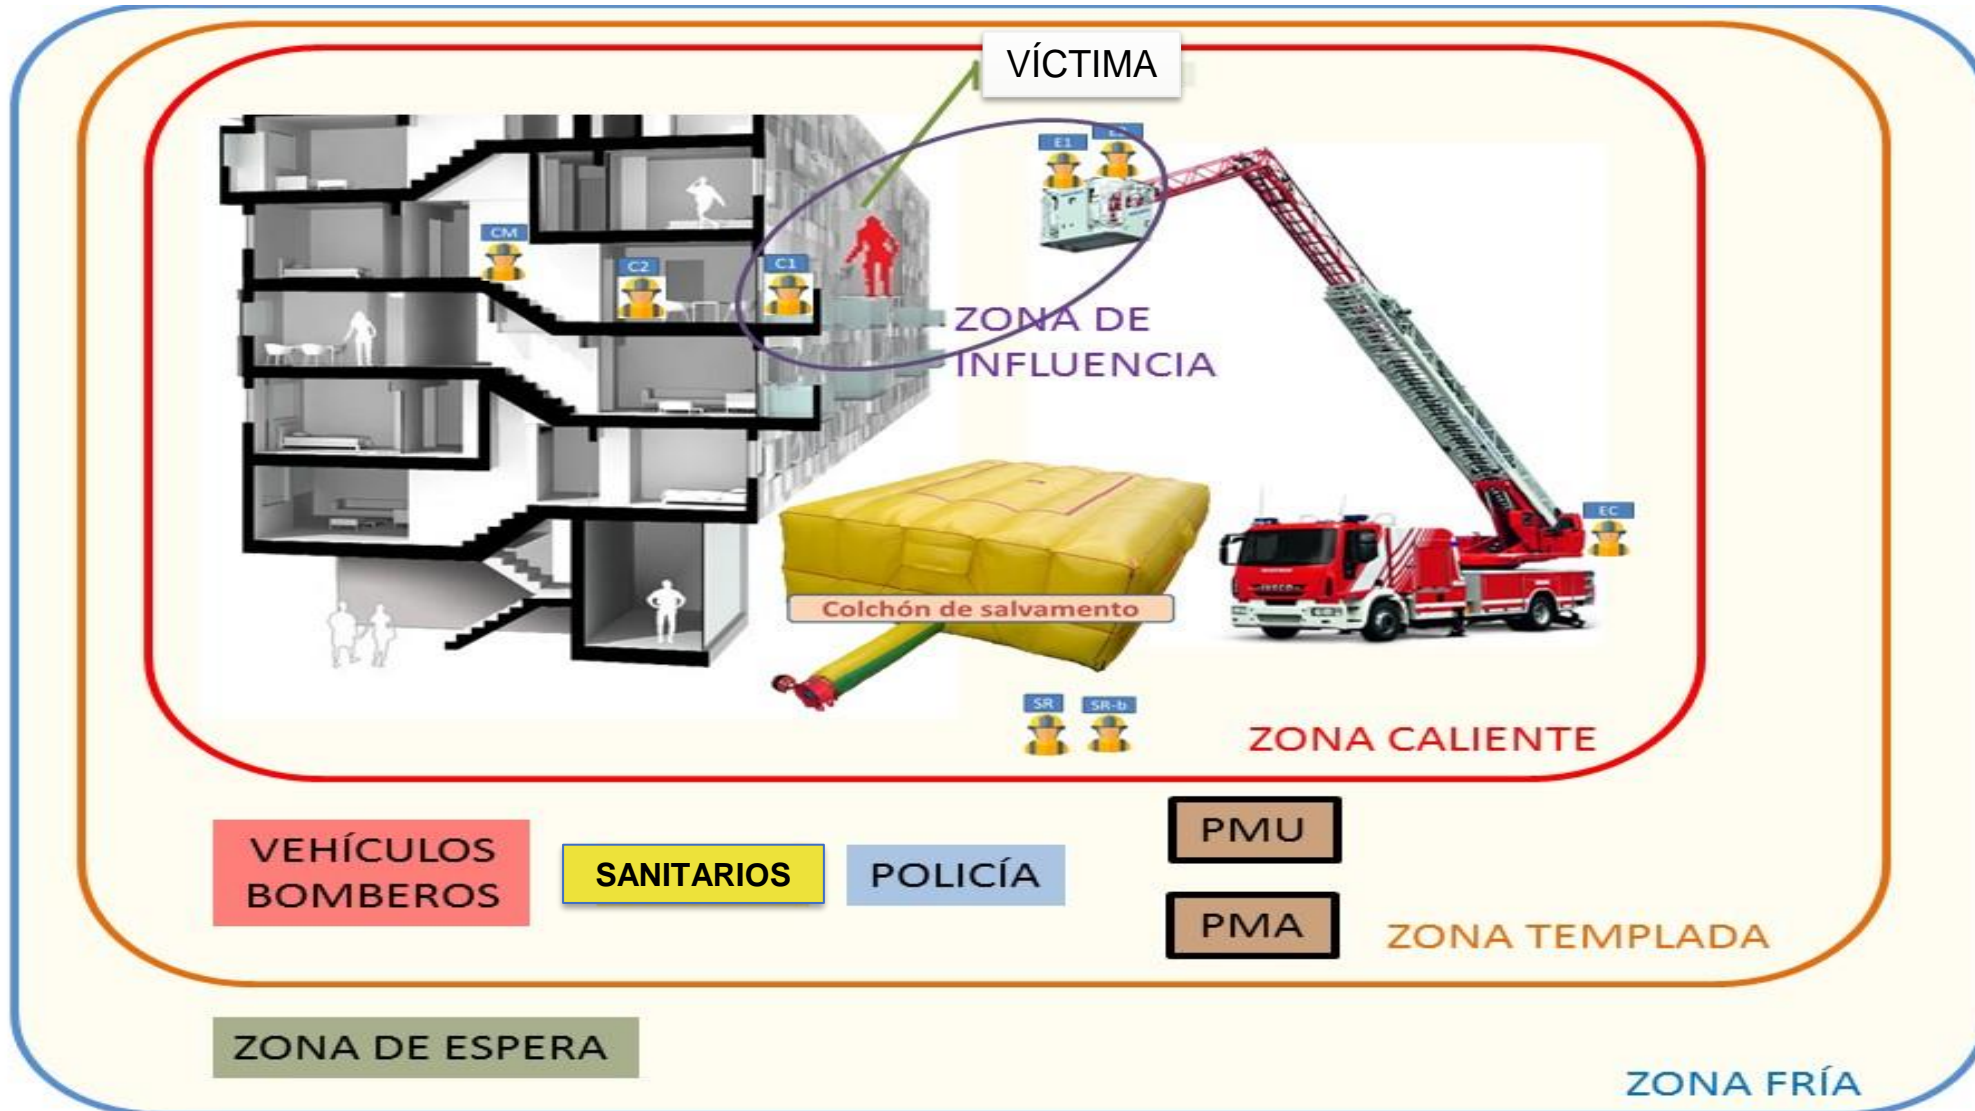 VÍCTIMA
E1
E2
CM
C2
C1
ZONA DE
INFLUENCIA
EC
Colchón de salvamento
SR
SR-b
ZONA CALIENTE
VEHÍCULOS
BOMBEROS
SANITARIOS
POLICÍA
PMU
PMA
ZONA TEMPLADA
ZONA DE ESPERA
ZONA FRÍA